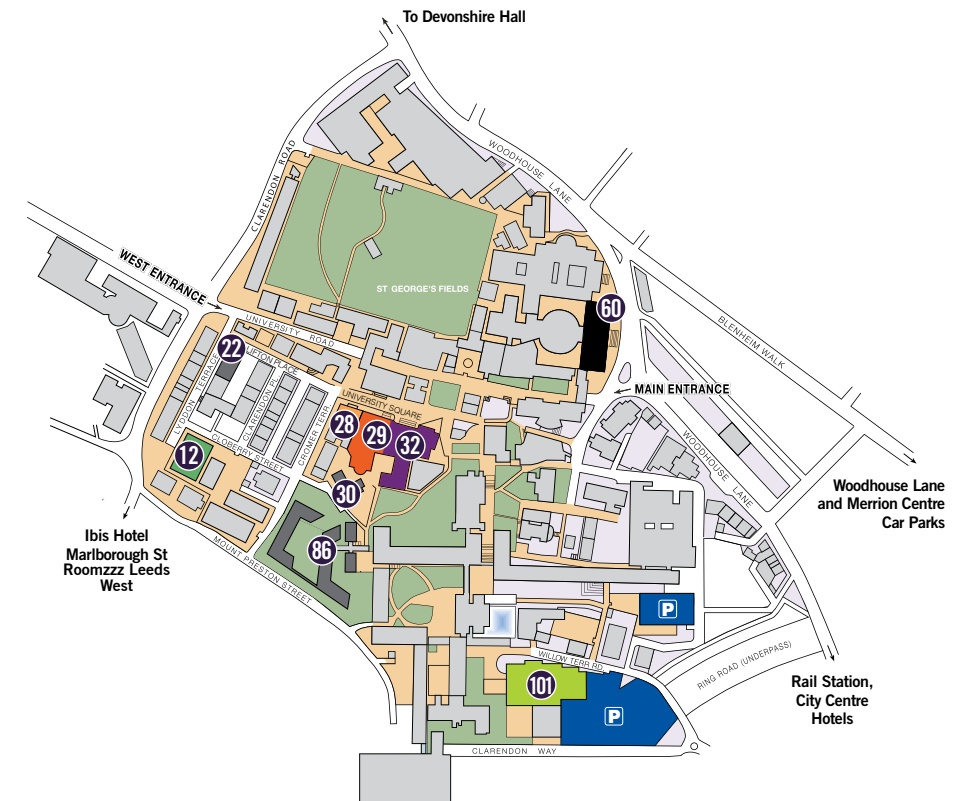 To Devonshire Hall
WOODHOUSE LANE
CLARENDON ROAD
WEST ENTRANCE
ST GEORGE'S FIELDS
60
BLENHEIM WALK
UNIVERSITY ROAD
22
CLIFTON PLACE
MAIN ENTRANCE
LYDDON TERRACE
CLARENDON PL
CROMER TERR
UNIVERSITY SQUARE
28
29
32
WOODHOUSE LANE
CLOBERRY STREET
12
Woodhouse Lane
and Merrion Centre
Car Parks
30
Ibis Hotel
Marlborough St
Roomzzz Leeds
West
86
MOUNT PRESTON STREET
P
WILLOW TERR RD
RING ROAD (UNDERPASS)
101
P
Rail Station,
City Centre
Hotels
CLARENDON WAY